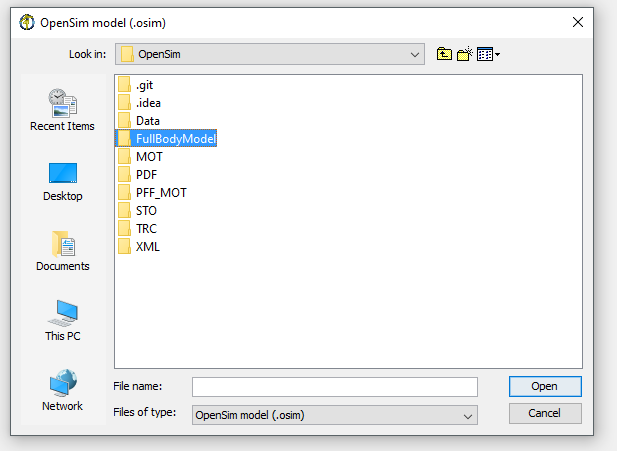 OpenSim model (.osim)
Look in: OpenSim
Recent Items
Desktop
Documents
This PC
Network
.git
.idea
Data
FullBodyModel
MOT
PDF
PFF_MOT
STO
TRC
XML
File name:
Open
Files of type: OpenSim model (.osim)
Cancel